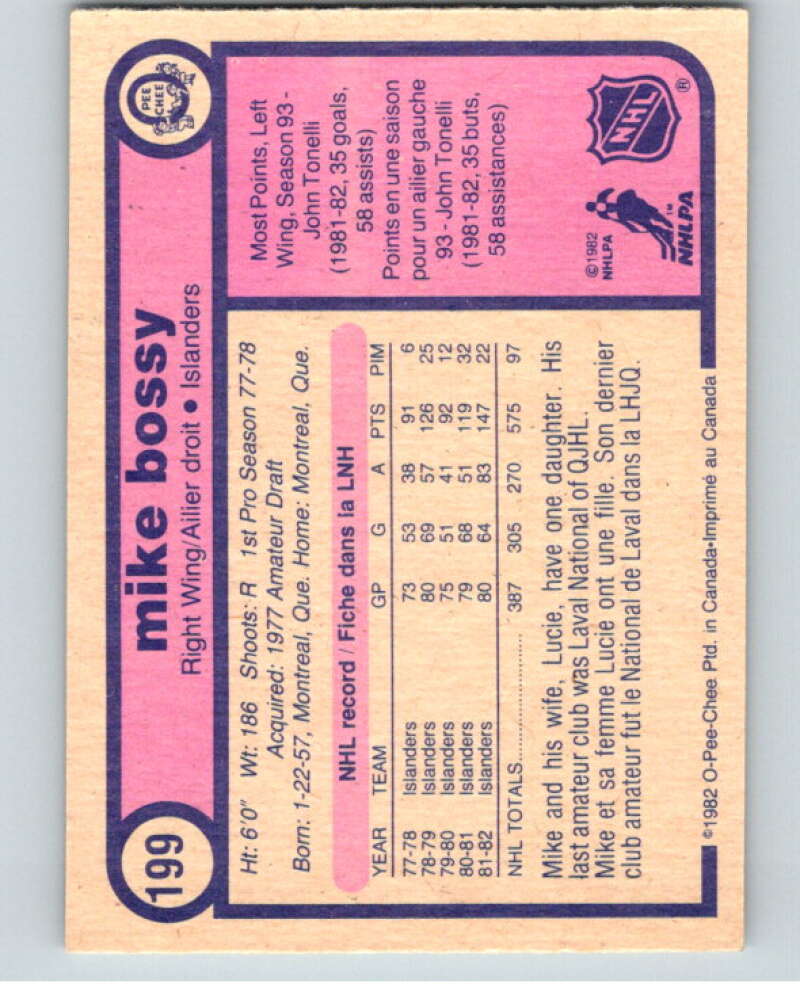 199
mike bossy
Right Wing/Ailier droit • Islanders
O
PEE
CHEE
Ht: 6'0" Wt: 186 Shoots: R 1st Pro Season 77-78
Acquired: 1977 Amateur Draft
Born: 1-22-57, Montreal, Que. Home: Montreal, Que.
NHL record / Fiche dans la LNH
YEAR TEAM GP G A PTS PIM
77-78 Islanders 73 53 38 91 6
78-79 Islanders 80 69 57 126 25
79-80 Islanders 75 51 41 92 12
80-81 Islanders 79 68 51 119 32
81-82 Islanders 80 64 83 147 22
NHL TOTALS.................... 387 305 270 575 97
Mike and his wife, Lucie, have one daughter. His
last amateur club was Laval National of QJHL.
Mike et sa femme Lucie ont une fille. Son dernier
club amateur fut le National de Laval dans la LHJQ.
Most Points, Left
Wing, Season 93 -
John Tonelli
(1981-82, 35 goals,
58 assists)
Points en une saison
pour un ailier gauche
93 - John Tonelli
(1981-82, 35 buts,
58 assistances)
©1982
NHLPA
NHLPA
TM
NHL
®
©1982 O-Pee-Chee Ptd. in Canada•Imprimé au Canada